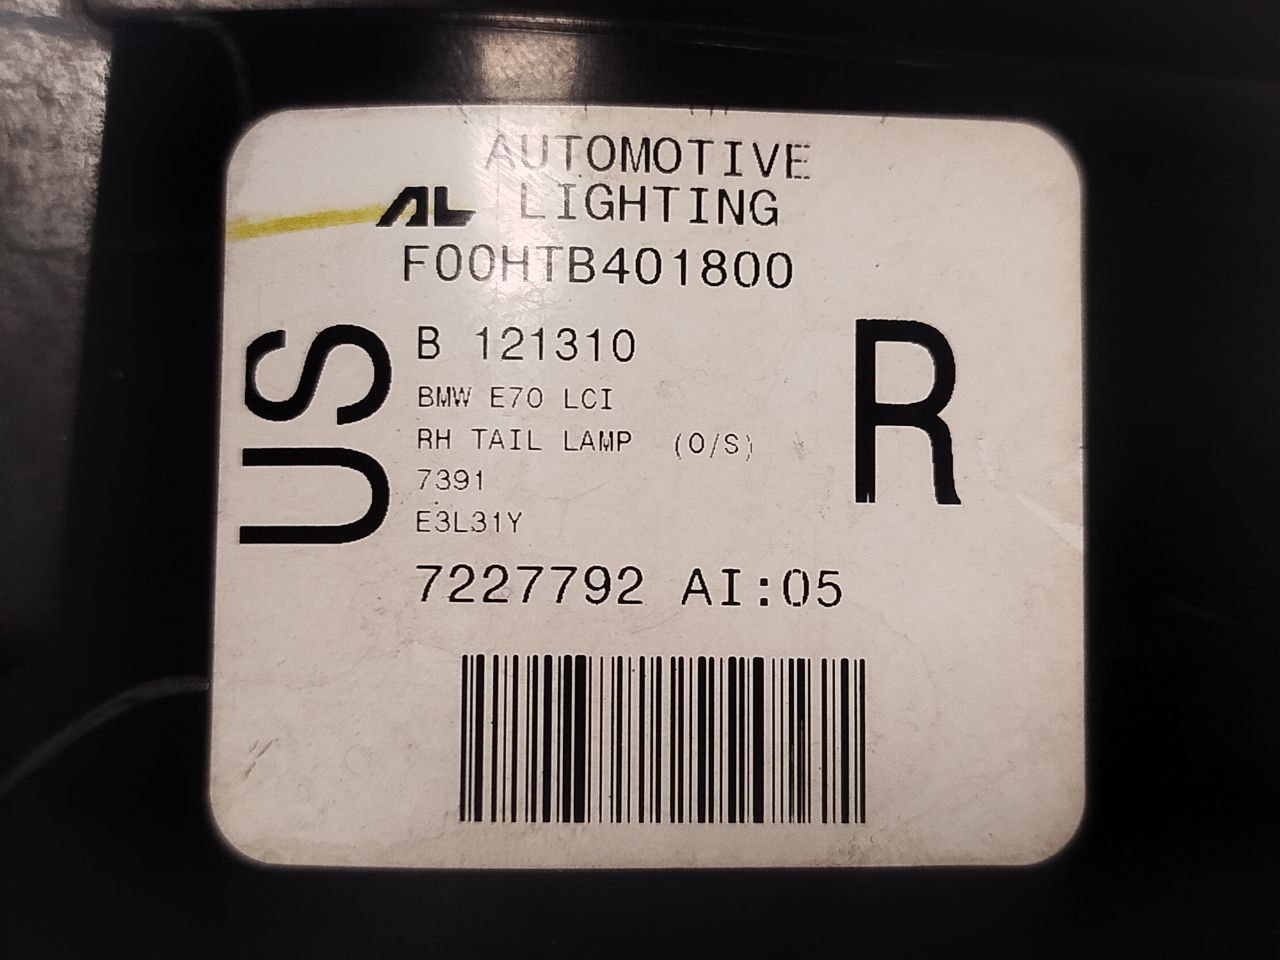 AUTOMOTIVE
AL LIGHTING
F00HTB401800
US
B 121310
R
BMW E70 LCI
RH TAIL LAMP (O/S)
7391
E3L31Y
7227792 AI:05